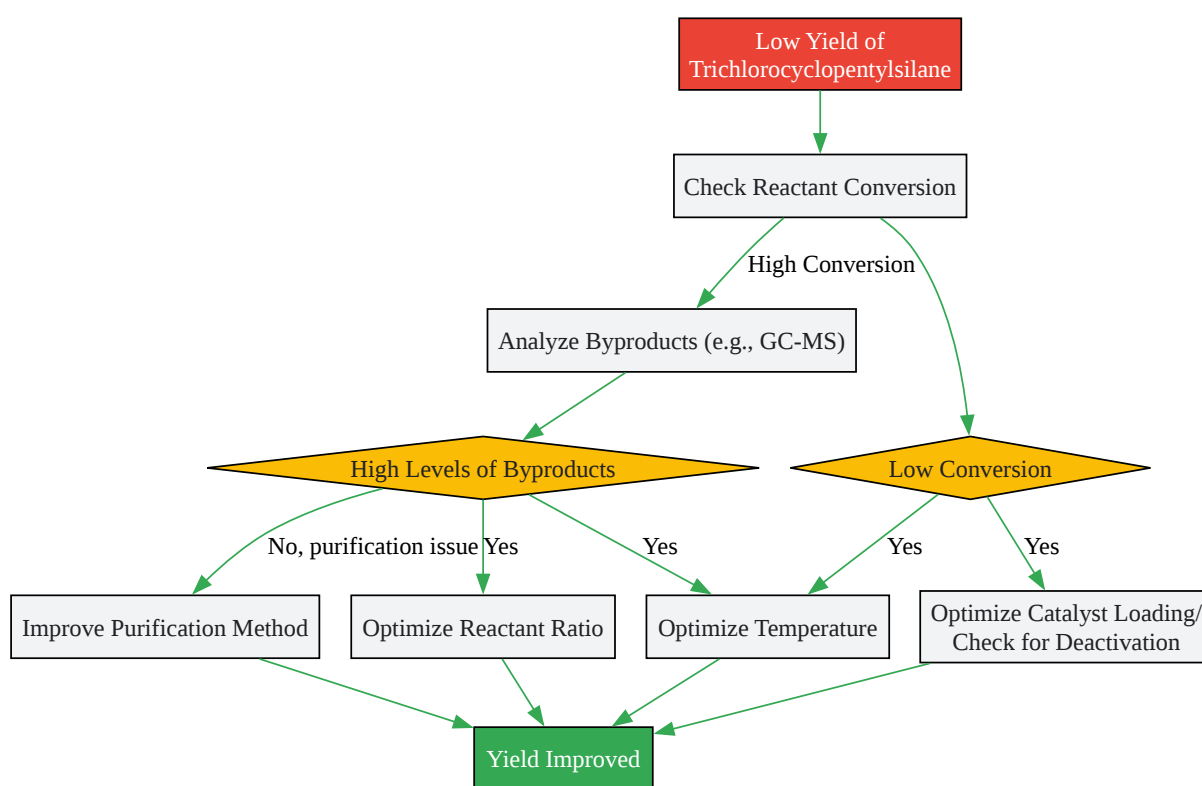 Low Yield of
Trichlorocyclopentylsilane
Check Reactant Conversion
High Conversion
Analyze Byproducts (e.g., GC-MS)
High Levels of Byproducts
Low Conversion
No, purification issue
Yes
Yes
Yes
Yes
Improve Purification Method
Optimize Reactant Ratio
Optimize Temperature
Optimize Catalyst Loading/
Check for Deactivation
Yield Improved